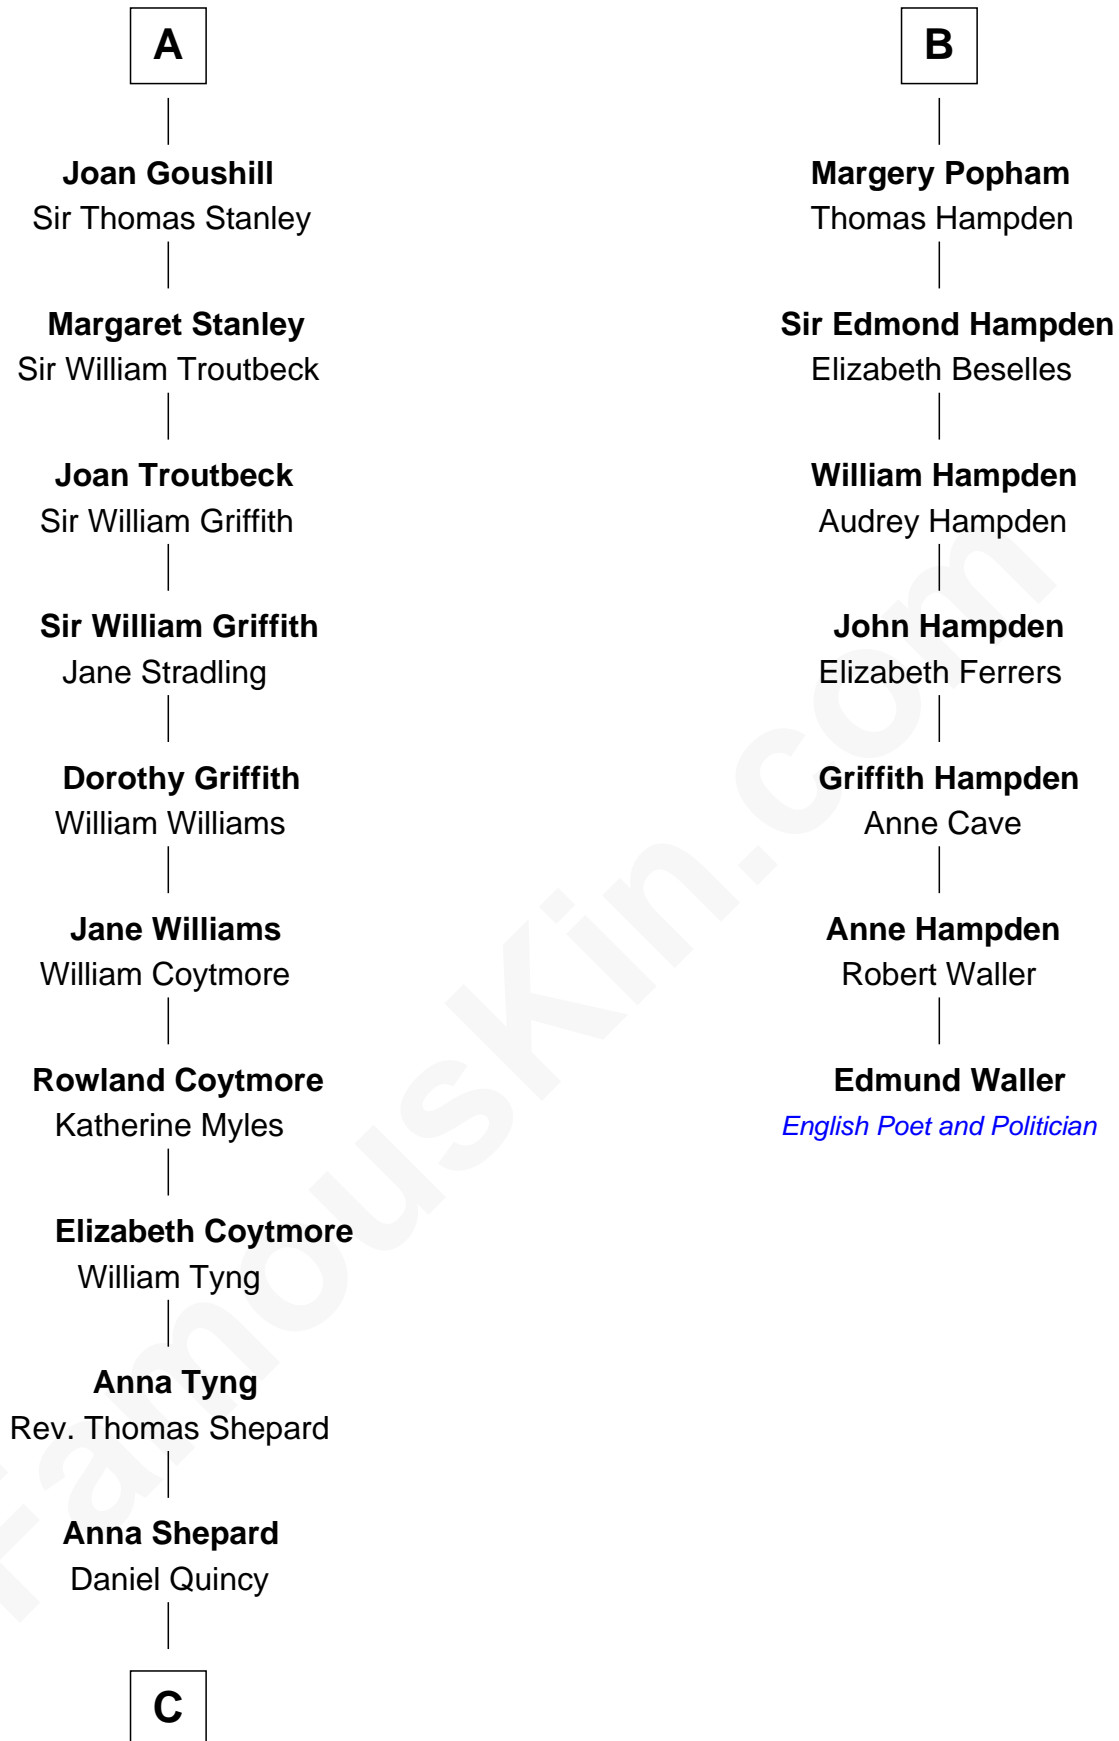 A
Joan Goushill
Sir Thomas Stanley
Margaret Stanley
Sir William Troutbeck
Joan Troutbeck
Sir William Griffith
Sir William Griffith
Jane Stradling
Dorothy Griffith
William Williams
Jane Williams
William Coytmore
Rowland Coytmore
Katherine Myles
Elizabeth Coytmore
William Tyng
Anna Tyng
Rev. Thomas Shepard
Anna Shepard
Daniel Quincy
C
B
Margery Popham
Thomas Hampden
Sir Edmond Hampden
Elizabeth Beselles
William Hampden
Audrey Hampden
John Hampden
Elizabeth Ferrers
Griffith Hampden
Anne Cave
Anne Hampden
Robert Waller
Edmund Waller
English Poet and Politician
FamousKin.com